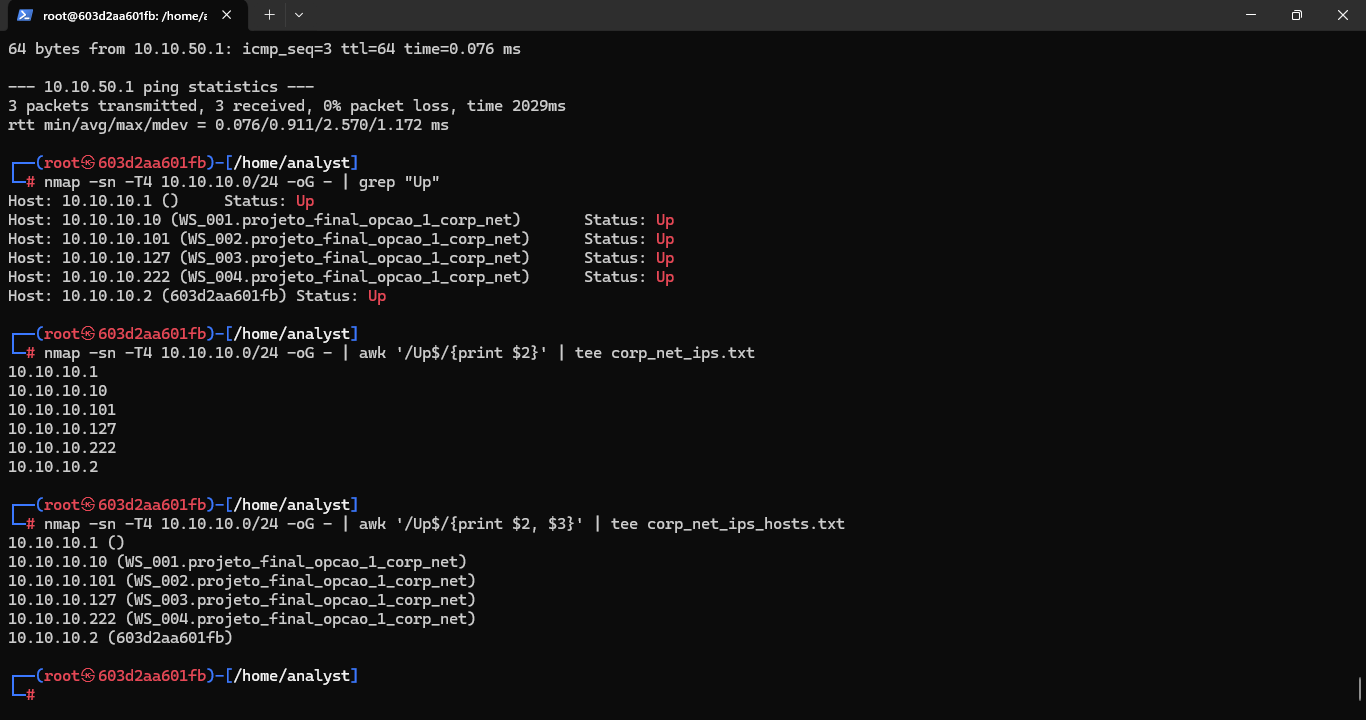 root@603d2aa601fb: /home/a
64 bytes from 10.10.50.1: icmp_seq=3 ttl=64 time=0.076 ms
--- 10.10.50.1 ping statistics ---
3 packets transmitted, 3 received, 0% packet loss, time 2029ms
rtt min/avg/max/mdev = 0.076/0.911/2.570/1.172 ms
┌──(root㉿603d2aa601fb)-[/home/analyst]
└─# nmap -sn -T4 10.10.10.0/24 -oG - | grep "Up"
Host: 10.10.10.1 ()     Status: Up
Host: 10.10.10.10 (WS_001.projeto_final_opcao_1_corp_net)       Status: Up
Host: 10.10.10.101 (WS_002.projeto_final_opcao_1_corp_net)      Status: Up
Host: 10.10.10.127 (WS_003.projeto_final_opcao_1_corp_net)      Status: Up
Host: 10.10.10.222 (WS_004.projeto_final_opcao_1_corp_net)      Status: Up
Host: 10.10.10.2 (603d2aa601fb) Status: Up
┌──(root㉿603d2aa601fb)-[/home/analyst]
└─# nmap -sn -T4 10.10.10.0/24 -oG - | awk '/Up$/{print $2}' | tee corp_net_ips.txt
10.10.10.1
10.10.10.10
10.10.10.101
10.10.10.127
10.10.10.222
10.10.10.2
┌──(root㉿603d2aa601fb)-[/home/analyst]
└─# nmap -sn -T4 10.10.10.0/24 -oG - | awk '/Up$/{print $2, $3}' | tee corp_net_ips_hosts.txt
10.10.10.1 ()
10.10.10.10 (WS_001.projeto_final_opcao_1_corp_net)
10.10.10.101 (WS_002.projeto_final_opcao_1_corp_net)
10.10.10.127 (WS_003.projeto_final_opcao_1_corp_net)
10.10.10.222 (WS_004.projeto_final_opcao_1_corp_net)
10.10.10.2 (603d2aa601fb)
┌──(root㉿603d2aa601fb)-[/home/analyst]
└─#